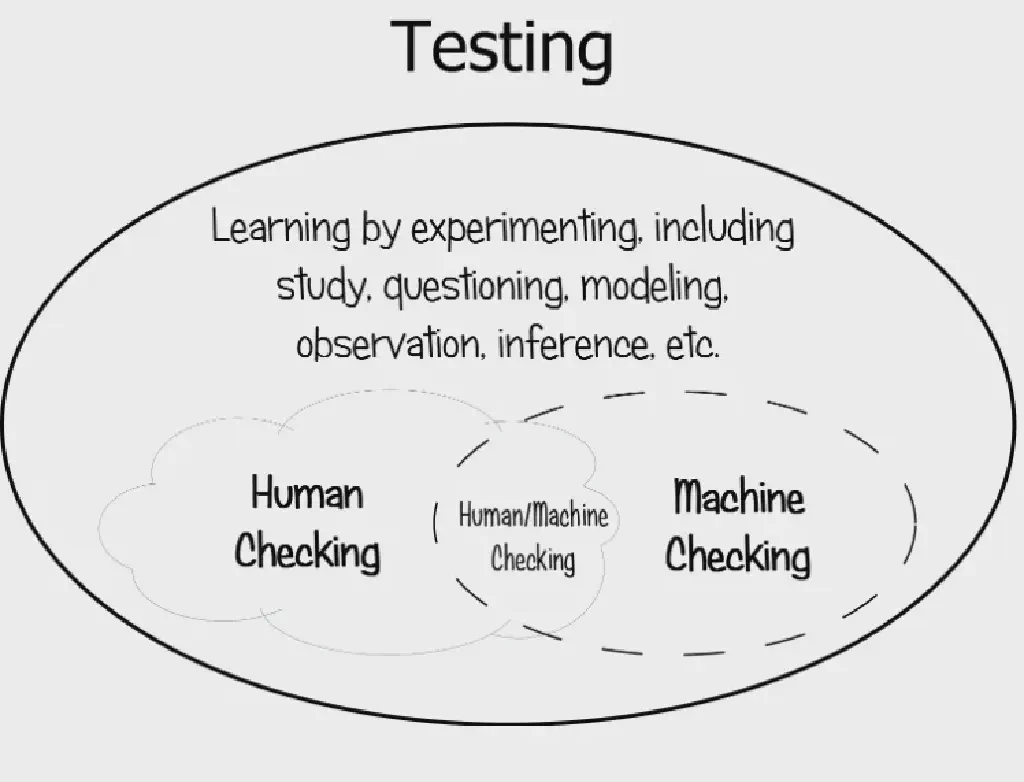 Testing
Learning by experimenting, including
study, questioning, modeling,
observation, inference, etc.
Human
Checking
Human/Machine
Checking
Machine
Checking